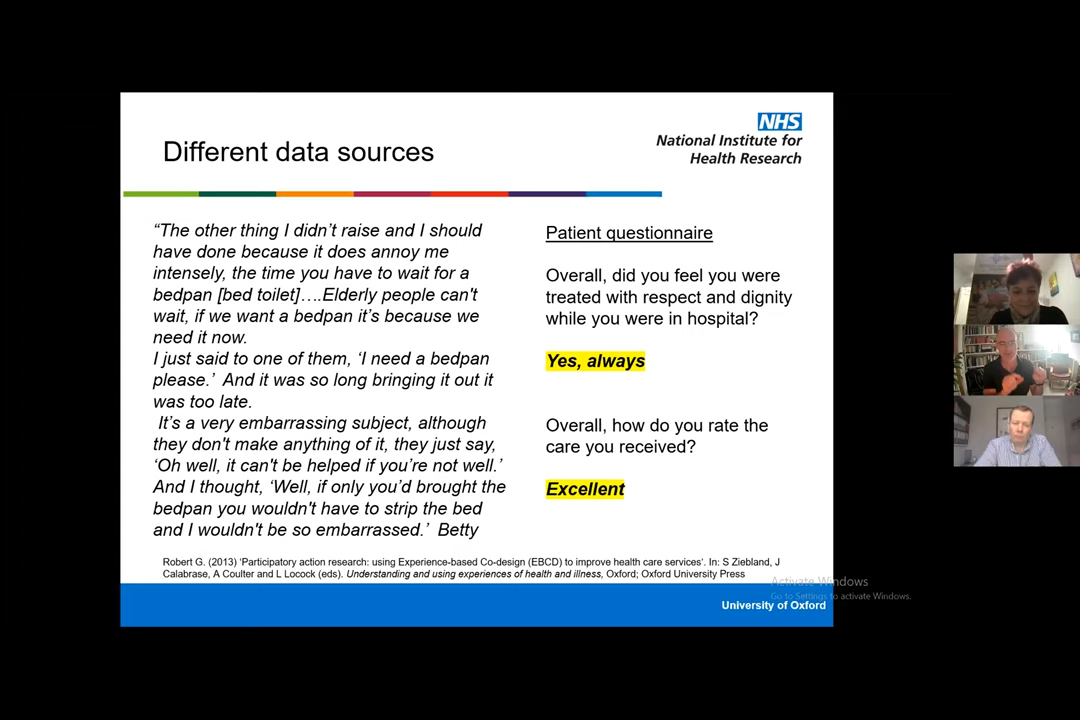 Different data sources
NHS
National Institute for
Health Research
“The other thing I didn’t raise and I should
have done because it does annoy me
intensely, the time you have to wait for a
bedpan [bed toilet]….Elderly people can't
wait, if we want a bedpan it’s because we
need it now.
I just said to one of them, ‘I need a bedpan
please.’ And it was so long bringing it out it
was too late.
It’s a very embarrassing subject, although
they don't make anything of it, they just say,
‘Oh well, it can't be helped if you’re not well.’
And I thought, ‘Well, if only you’d brought the
bedpan you wouldn't have to strip the bed
and I wouldn't be so embarrassed.’ Betty
Patient questionnaire
Overall, did you feel you were
treated with respect and dignity
while you were in hospital?
Yes, always
Overall, how do you rate the
care you received?
Excellent
Robert G. (2013) ‘Participatory action research: using Experience-based Co-design (EBCD) to improve health care services’. In: S Ziebland, J
Calabrase, A Coulter and L Locock (eds). Understanding and using experiences of health and illness, Oxford; Oxford University Press
Activate Windows
Go to Settings to activate Windows.
University of Oxford